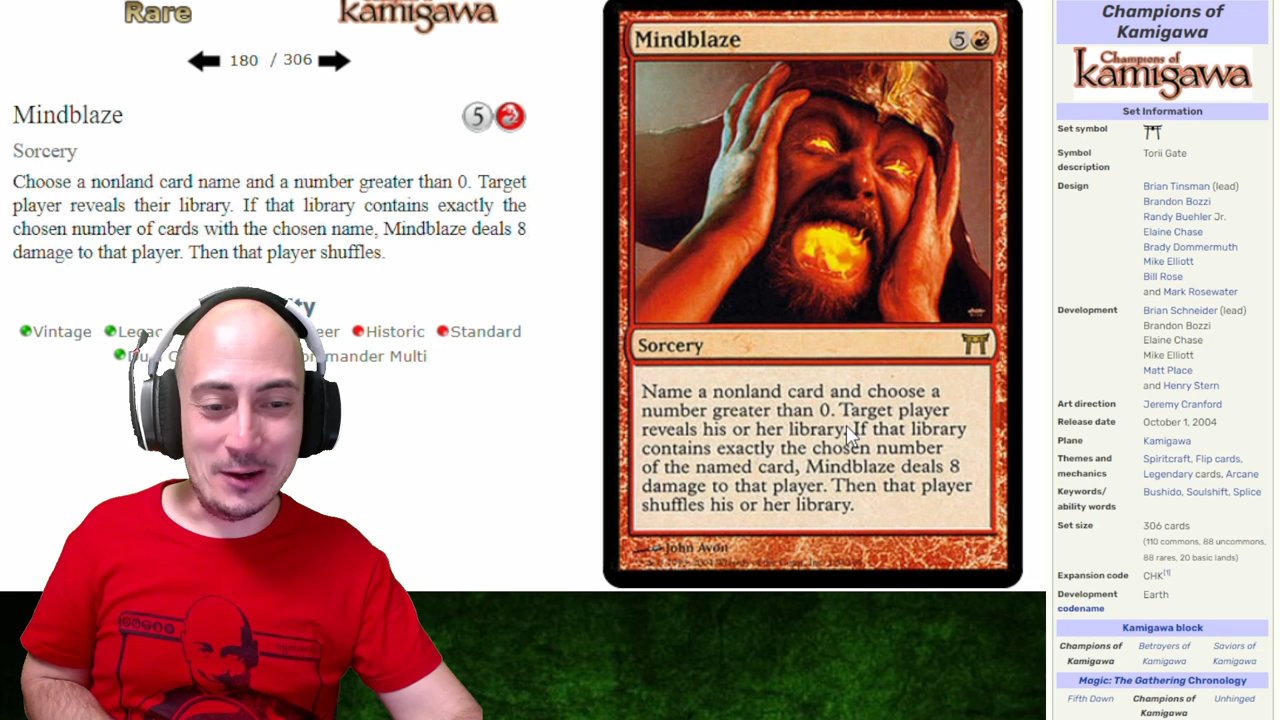 Rare
kamigawa
180 / 306
Mindblaze
5
Sorcery
Choose a nonland card name and a number greater than 0. Target
player reveals their library. If that library contains exactly the
chosen number of cards with the chosen name, Mindblaze deals 8
damage to that player. Then that player shuffles.
Vintage Historic Standard
Multi
Mindblaze 5
Sorcery
Name a nonland card and choose a
number greater than 0. Target player
reveals his or her library. If that library
contains exactly the chosen number
of the named card, Mindblaze deals 8
damage to that player. Then that player
shuffles his or her library.
John Avon
Champions of
Kamigawa
Champions of
kamigawa
Set Information
Set symbol
Symbol description Torii Gate
Design Brian Tinsman (lead)
Brandon Bozzi
Randy Buehler Jr.
Elaine Chase
Brady Dommermuth
Mike Elliott
Bill Rose
and Mark Rosewater
Development Brian Schneider (lead)
Brandon Bozzi
Elaine Chase
Mike Elliott
Matt Place
and Henry Stern
Art direction Jeremy Cranford
Release date October 1, 2004
Plane Kamigawa
Themes and mechanics Spiritcraft, Flip cards,
Legendary cards, Arcane
Keywords/ability words Bushido, Soulshift, Splice
Set size 306 cards
(110 commons, 88 uncommons,
88 rares, 20 basic lands)
Expansion code CHK[1]
Development codename Earth
Kamigawa block
Champions of Kamigawa Betrayers of Kamigawa Saviors of Kamigawa
Magic: The Gathering Chronology
Fifth Dawn Champions of Kamigawa Unhinged